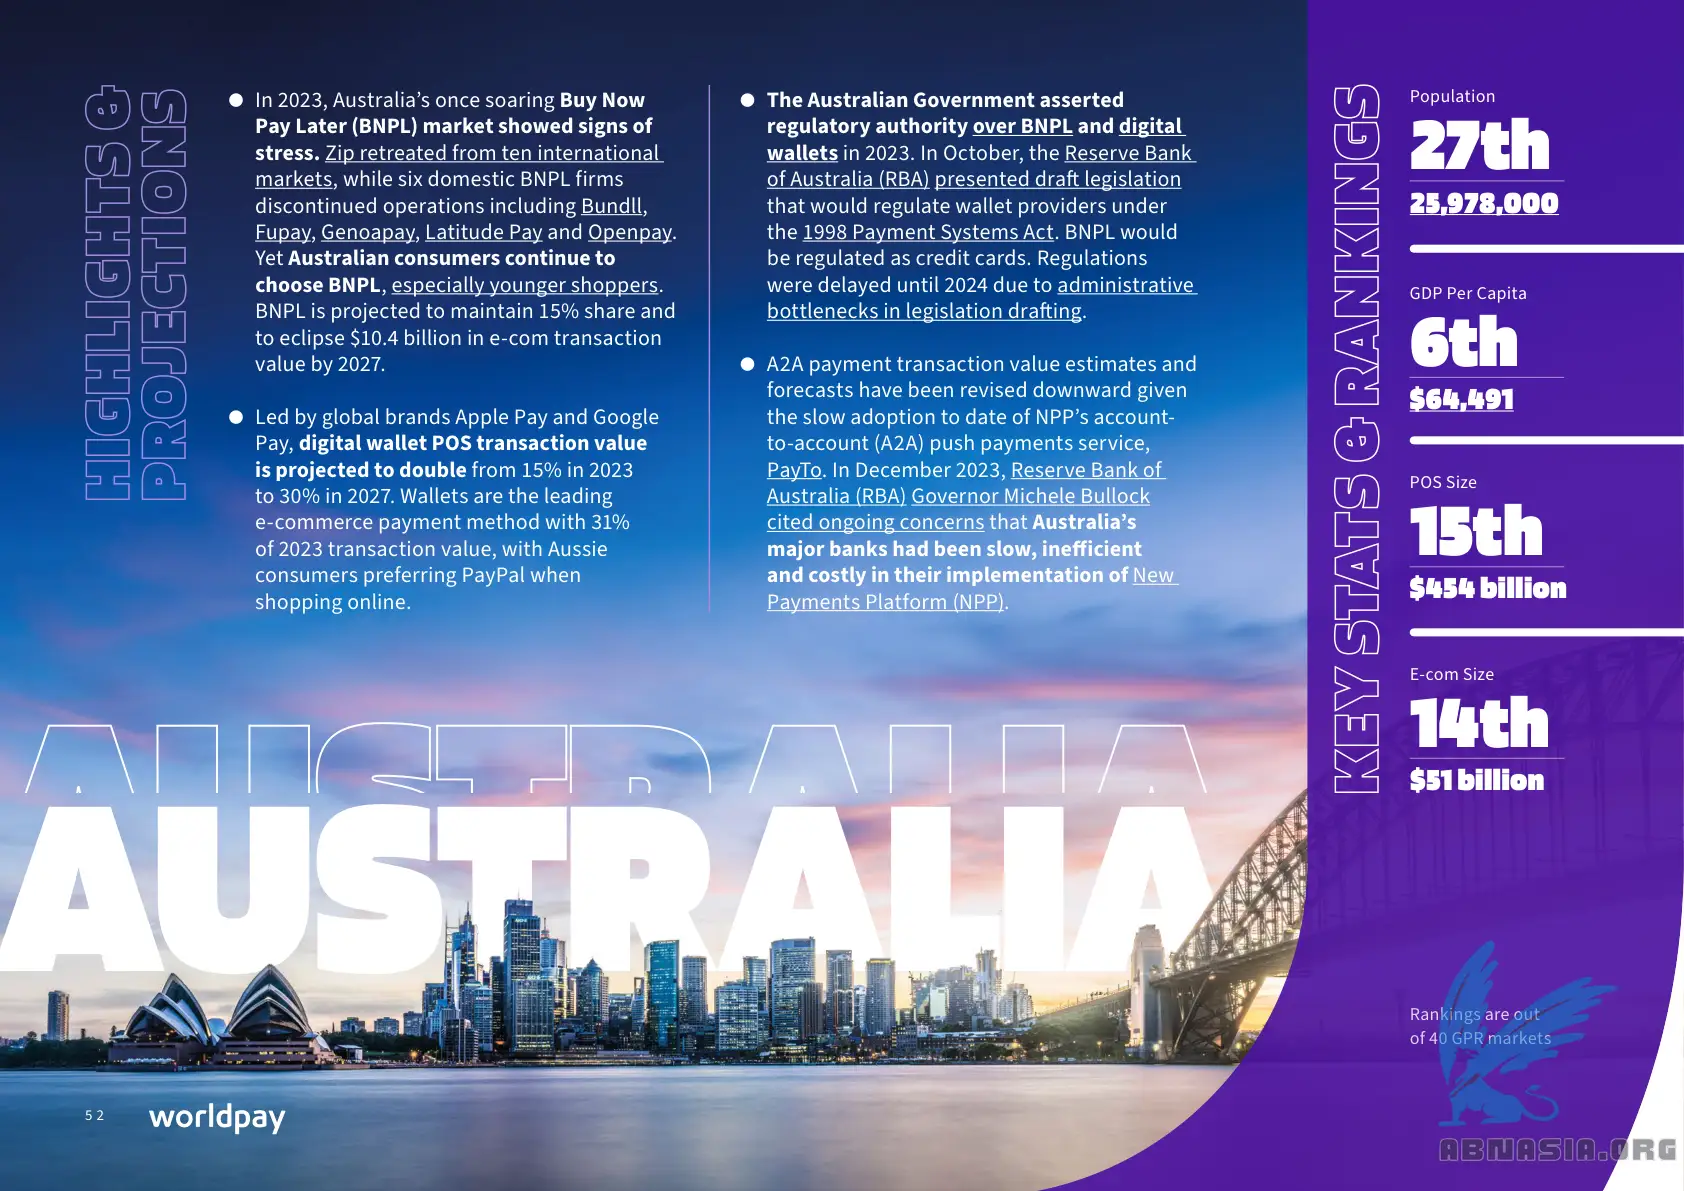 HIGHLIGHTS &
PROJECTIONS
● In 2023, Australia’s once soaring Buy Now
Pay Later (BNPL) market showed signs of
stress. Zip retreated from ten international
markets, while six domestic BNPL firms
discontinued operations including Bundll,
Fupay, Genoapay, Latitude Pay and Openpay.
Yet Australian consumers continue to
choose BNPL, especially younger shoppers.
BNPL is projected to maintain 15% share and
to eclipse $10.4 billion in e-com transaction
value by 2027.
● Led by global brands Apple Pay and Google
Pay, digital wallet POS transaction value
is projected to double from 15% in 2023
to 30% in 2027. Wallets are the leading
e-commerce payment method with 31%
of 2023 transaction value, with Aussie
consumers preferring PayPal when
shopping online.
● The Australian Government asserted
regulatory authority over BNPL and digital
wallets in 2023. In October, the Reserve Bank
of Australia (RBA) presented draft legislation
that would regulate wallet providers under
the 1998 Payment Systems Act. BNPL would
be regulated as credit cards. Regulations
were delayed until 2024 due to administrative
bottlenecks in legislation drafting.
● A2A payment transaction value estimates and
forecasts have been revised downward given
the slow adoption to date of NPP’s account-
to-account (A2A) push payments service,
PayTo. In December 2023, Reserve Bank of
Australia (RBA) Governor Michele Bullock
cited ongoing concerns that Australia’s
major banks had been slow, inefficient
and costly in their implementation of New
Payments Platform (NPP).
AUSTRALIA
AUSTRALIA
KEY STATS & RANKINGS
Population
27th
25,978,000
GDP Per Capita
6th
$64,491
POS Size
15th
$454 billion
E-com Size
14th
$51 billion
Rankings are out
of 40 GPR markets
52
worldpay
ABNASIA.ORG